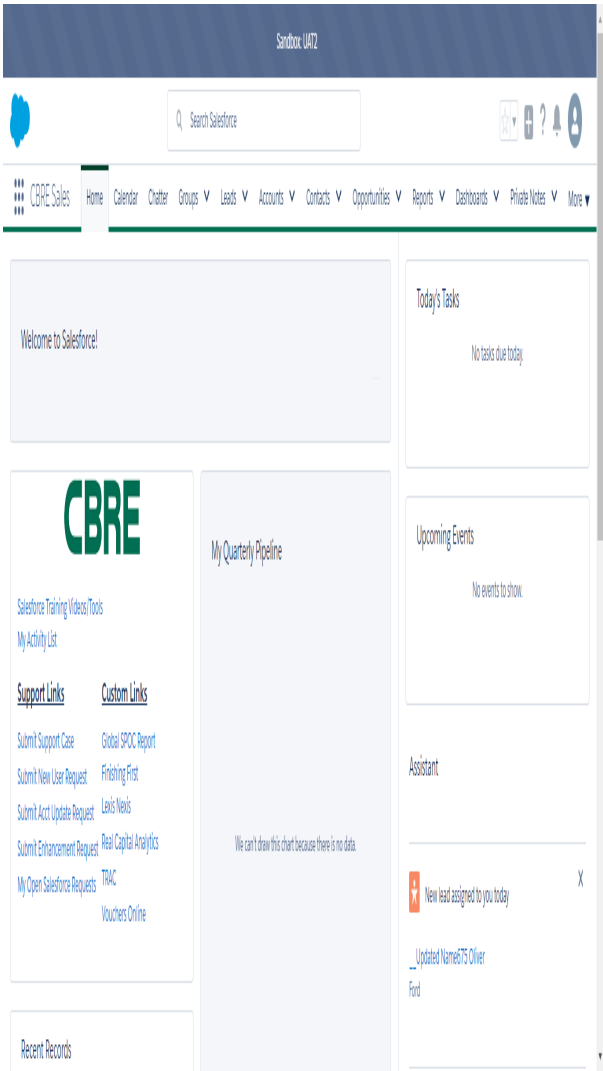 Sandbox: UAT2
Search Salesforce
?
CBRE Sales Home Calendar Chatter Groups Leads Accounts Contacts Opportunities Reports Dashboards Private Notes More
Welcome to Salesforce!
Today's Tasks
No tasks due today.
CBRE
Salesforce Training Videos/Tools
My Activity List
Support Links
Submit Support Case
Submit New User Request
Submit Acct Update Request
Submit Enhancement Request
My Open Salesforce Requests
Custom Links
Global SPOC Report
Finishing First
Lexis Nexis
Real Capital Analytics
TRAC
Vouchers Online
Recent Records
My Quarterly Pipeline
We can't draw this chart because there is no data.
Upcoming Events
No events to show.
Assistant
New lead assigned to you today
X
__Updated Name675 Oliver
Ford